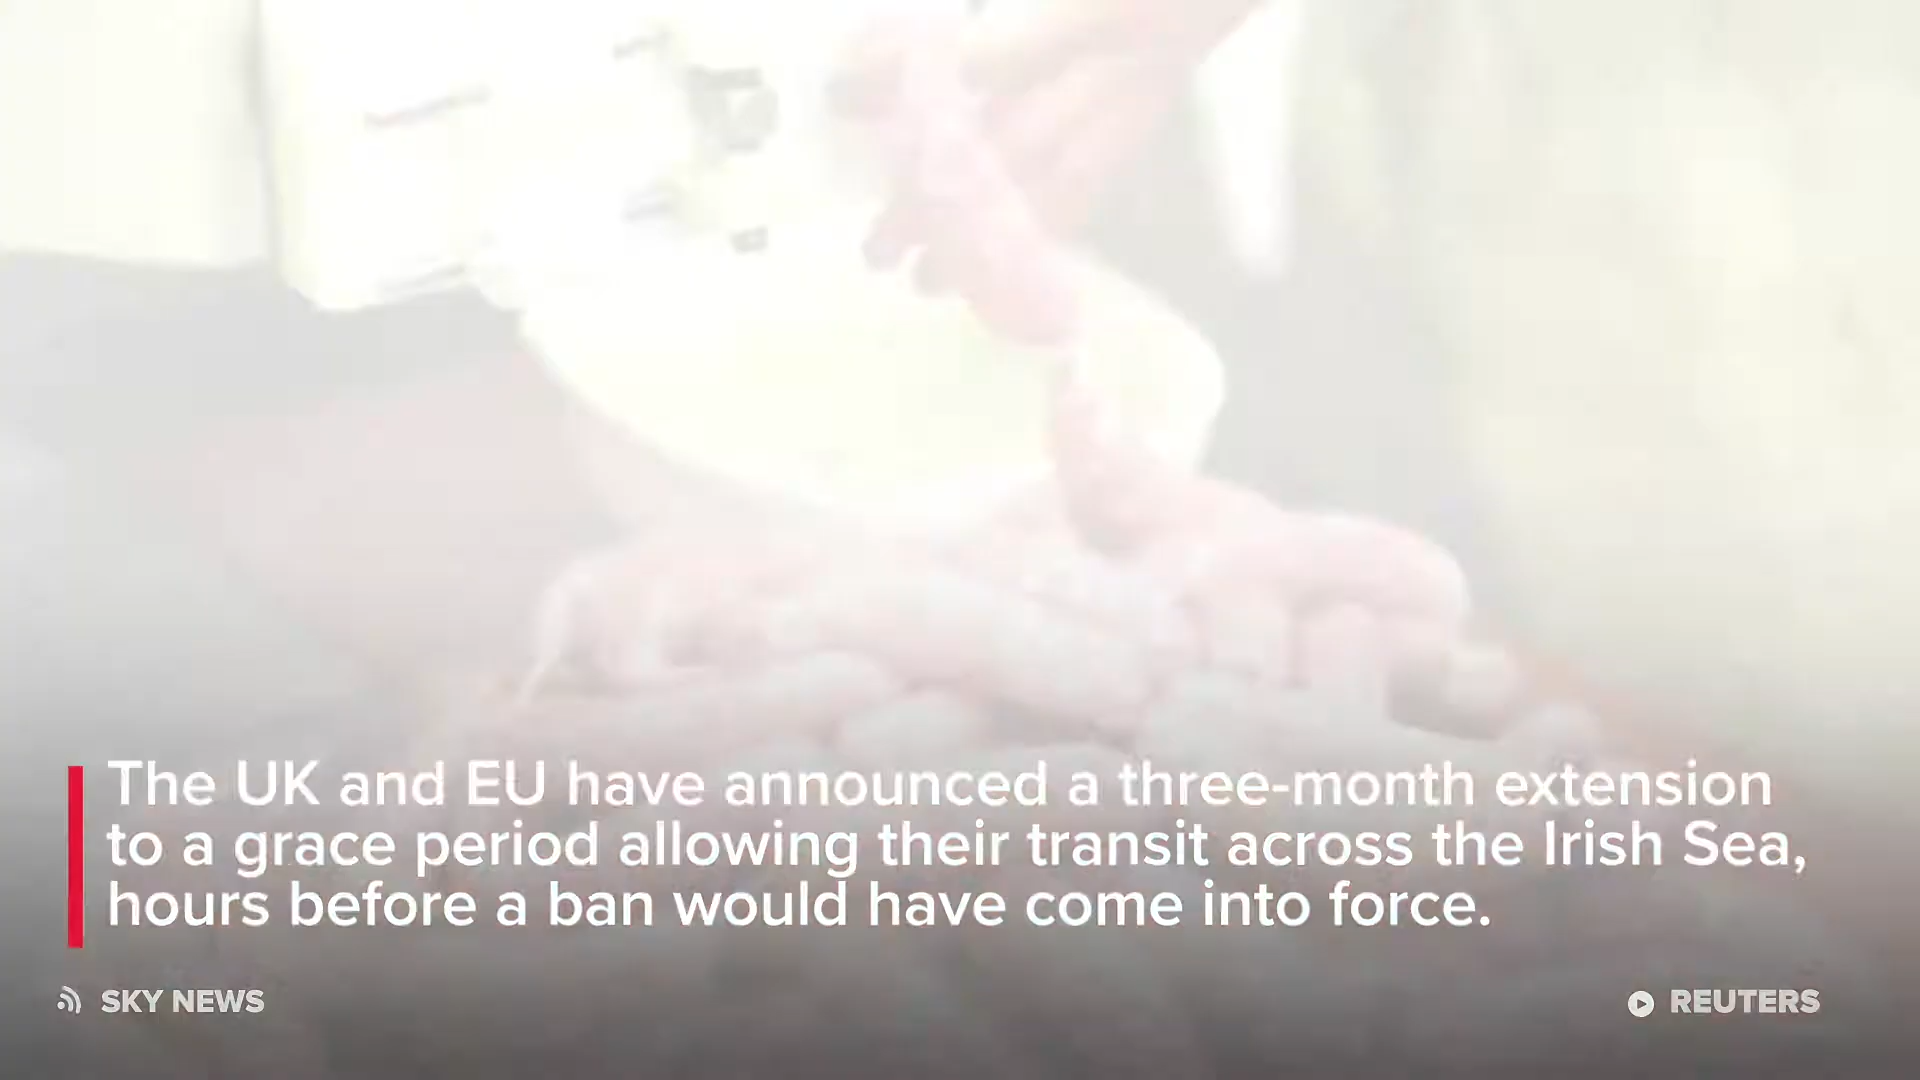 The UK and EU have announced a three-month extension
to a grace period allowing their transit across the Irish Sea,
hours before a ban would have come into force.
SKY NEWS
REUTERS